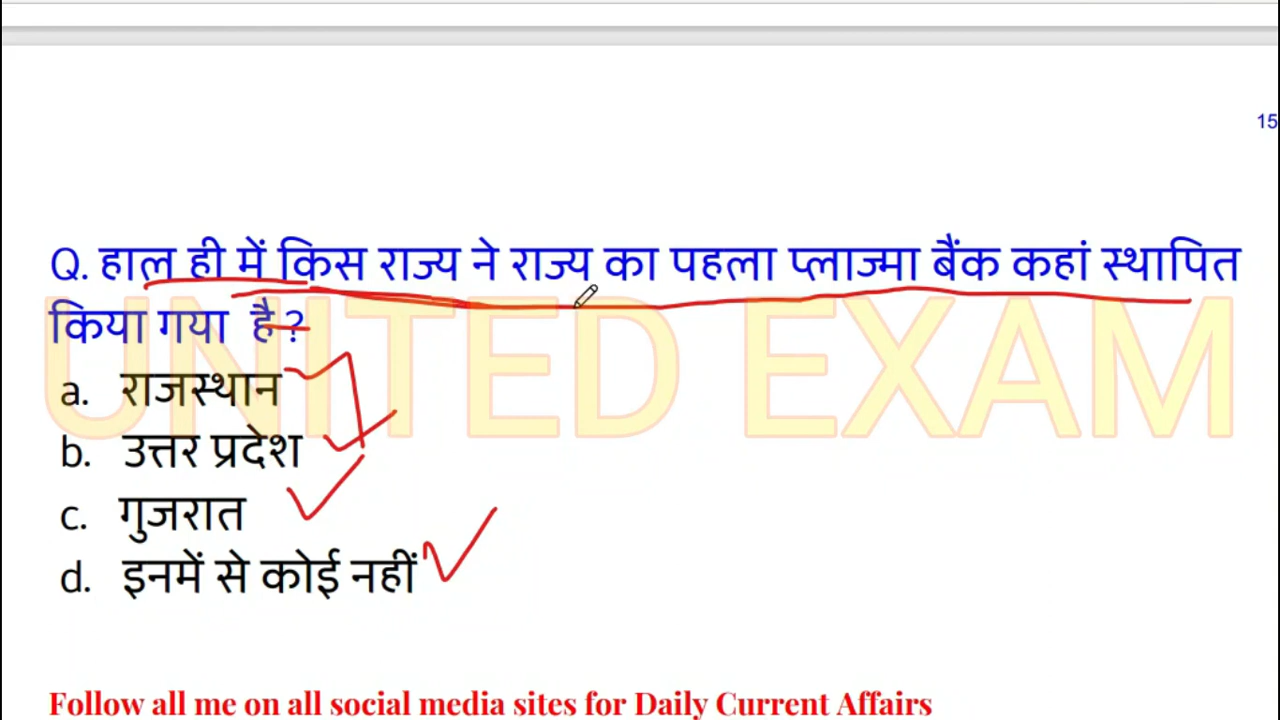 15
Q. हाल ही में किस राज्य ने राज्य का पहला प्लाज्मा बैंक कहां स्थापित
किया गया है ?
UNITED EXAM
a. राजस्थान
b. उत्तर प्रदेश
c. गुजरात
d. इनमें से कोई नहीं
Follow all me on all social media sites for Daily Current Affairs